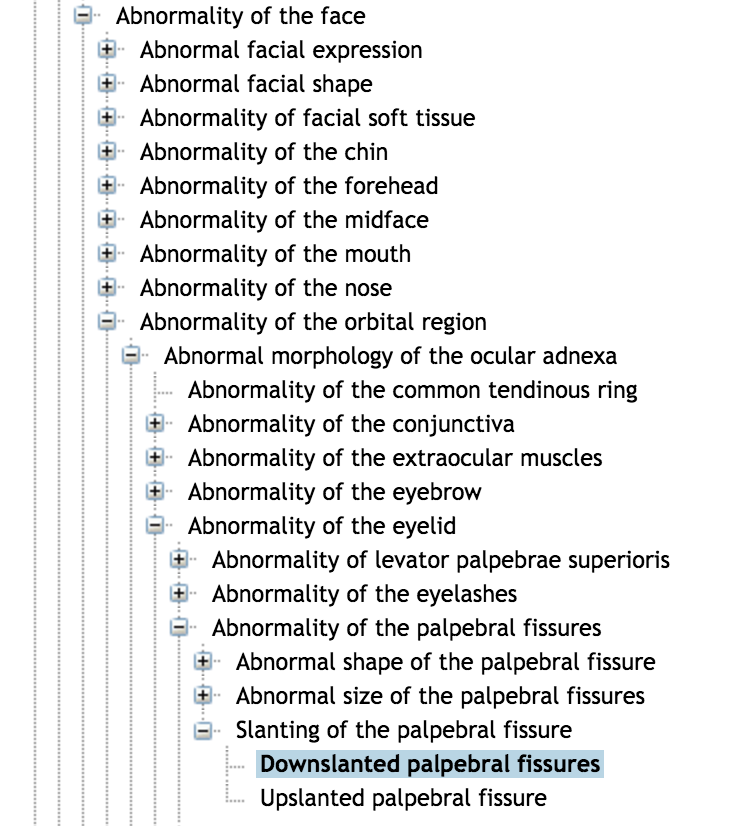 Abnormality of the face
Abnormal facial expression
Abnormal facial shape
Abnormality of facial soft tissue
Abnormality of the chin
Abnormality of the forehead
Abnormality of the midface
Abnormality of the mouth
Abnormality of the nose
Abnormality of the orbital region
Abnormal morphology of the ocular adnexa
Abnormality of the common tendinous ring
Abnormality of the conjunctiva
Abnormality of the extraocular muscles
Abnormality of the eyebrow
Abnormality of the eyelid
Abnormality of levator palpebrae superioris
Abnormality of the eyelashes
Abnormality of the palpebral fissures
Abnormal shape of the palpebral fissure
Abnormal size of the palpebral fissures
Slanting of the palpebral fissure
Downslanted palpebral fissures
Upslanted palpebral fissure